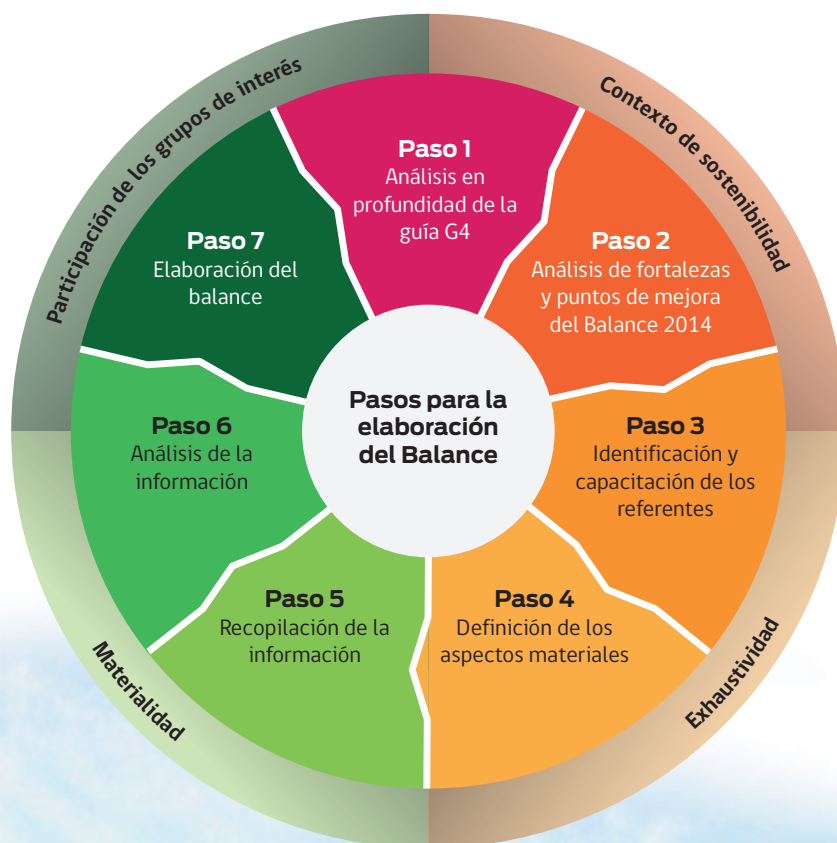 Participación de los grupos de interés
Contexto de sostenibilidad
Paso 1
Análisis en
profundidad de la
guía G4
Paso 2
Análisis de fortalezas
y puntos de mejora
del Balance 2014
Paso 3
Identificación y
capacitación de los
referentes
Paso 4
Definición de los
aspectos materiales
Paso 5
Recopilación de la
información
Paso 6
Análisis de la
información
Paso 7
Elaboración del
balance
Pasos para la
elaboración
del Balance
Materialidad
Exhaustividad